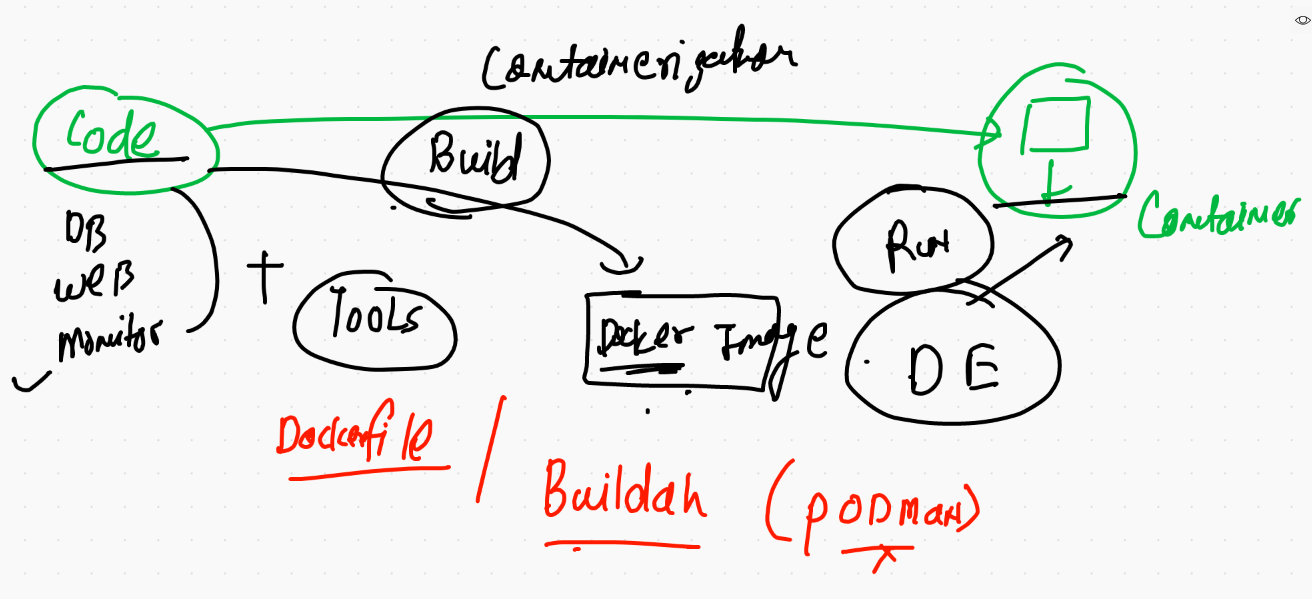 Containerization
Code
Build
Container
DB
WEB
Monitor
+
TOOLS
Docker Image
Run
DE
Dockerfile /
Buildah (PODMAN)